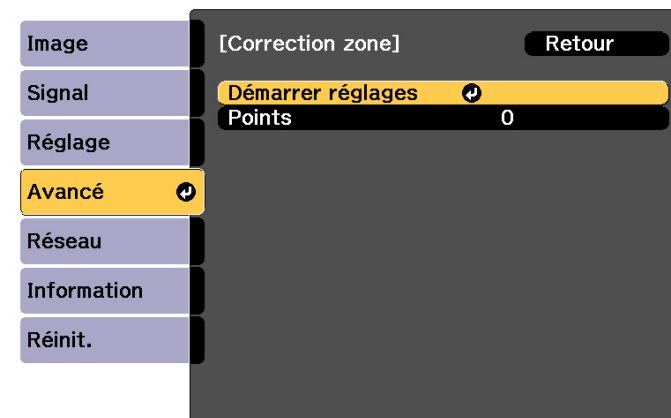 Image
Signal
Réglage
Avancé
Réseau
Information
Réinit.
[Correction zone] Retour
Démarrer réglages
Points 0